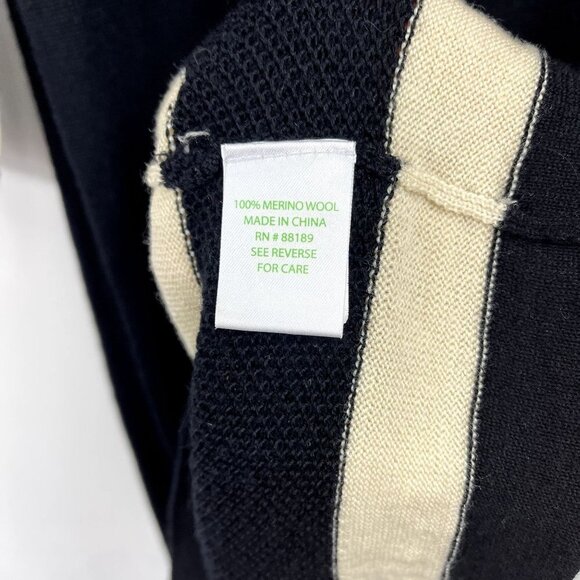 100% MERINO WOOL
MADE IN CHINA
RN # 88189
SEE REVERSE
FOR CARE